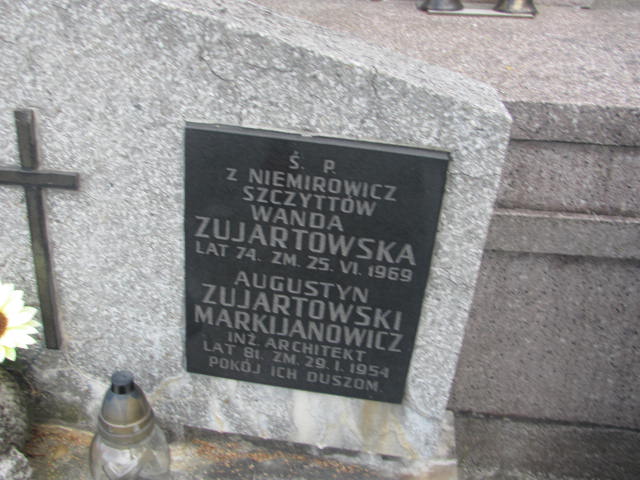 Ś. P.
Z NIEMIROWICZ
SZCZYTTÓW
WANDA
ZUJARTOWSKA
LAT 74. ZM. 25. VI. 1969
AUGUSTYN
ZUJARTOWSKI
MARKIJANOWICZ
INŻ. ARCHITEKT
LAT 81. ZM. 29. I. 1954
POKÓJ ICH DUSZOM.